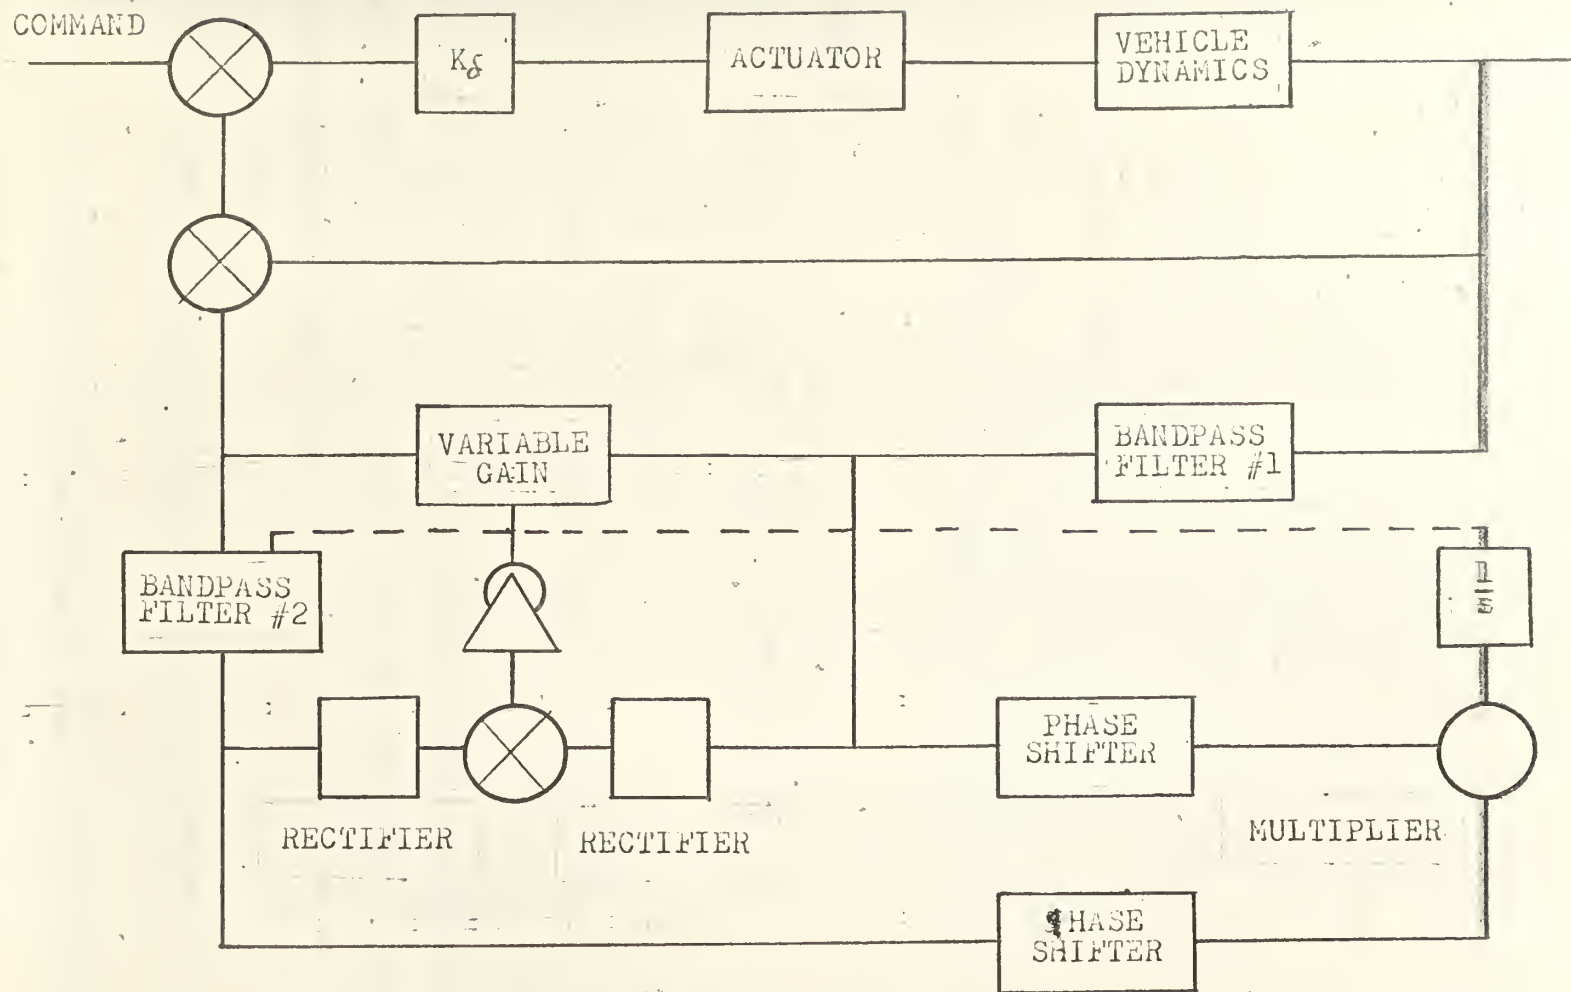 COMMAND
Kδ
ACTUATOR
VEHICLE
DYNAMICS
VARIABLE
GAIN
BANDPASS
FILTER #1
BANDPASS
FILTER #2
PHASE
SHIFTER
RECTIFIER
RECTIFIER
MULTIPLIER
PHASE
SHIFTER